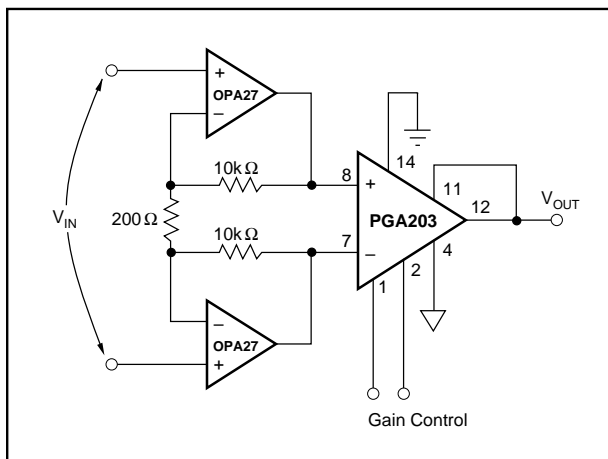 +
OPA27
–
10kΩ
8
14
11
V_IN
200Ω
+
PGA203
12
V_OUT
10kΩ
7
–
4
1
2
–
OPA27
+
Gain Control